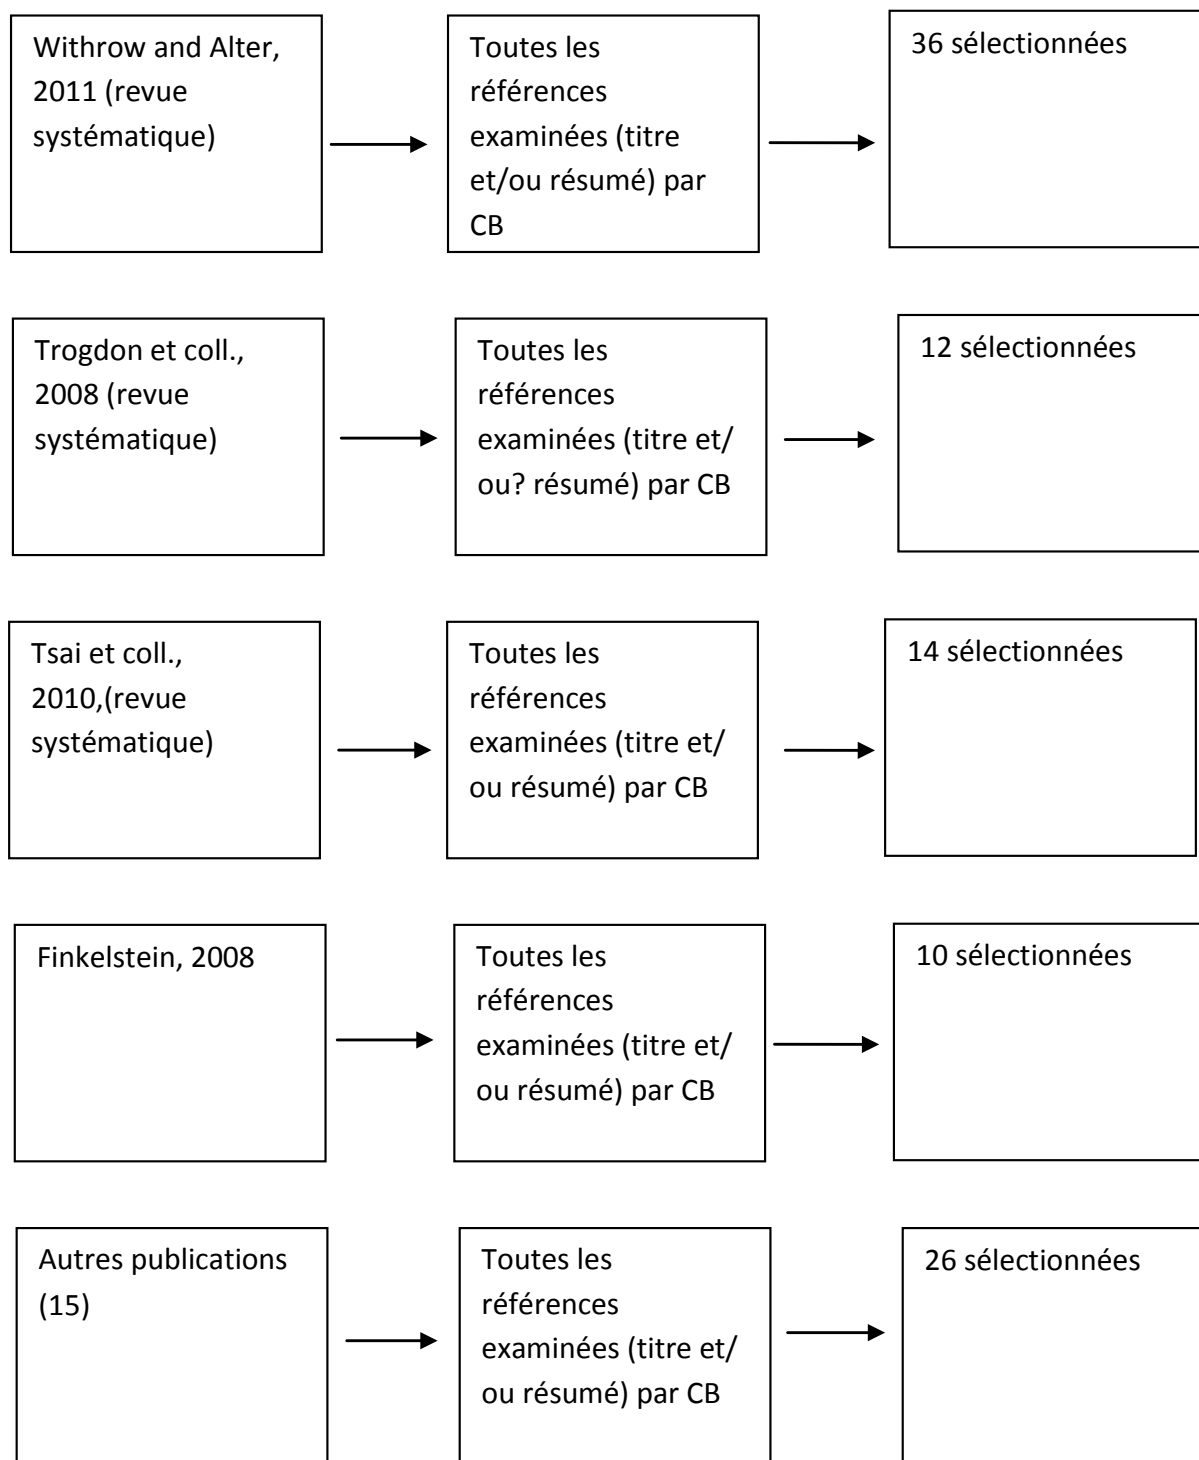 Withrow and Alter,
2011 (revue
systématique)
Toutes les
références
examinées (titre
et/ou résumé) par
CB
36 sélectionnées
Trogdon et coll.,
2008 (revue
systématique)
Toutes les
références
examinées (titre et/
ou? résumé) par CB
12 sélectionnées
Tsai et coll.,
2010,(revue
systématique)
Toutes les
références
examinées (titre et/
ou résumé) par CB
14 sélectionnées
Finkelstein, 2008
Toutes les
références
examinées (titre et/
ou résumé) par CB
10 sélectionnées
Autres publications
(15)
Toutes les
références
examinées (titre et/
ou résumé) par CB
26 sélectionnées